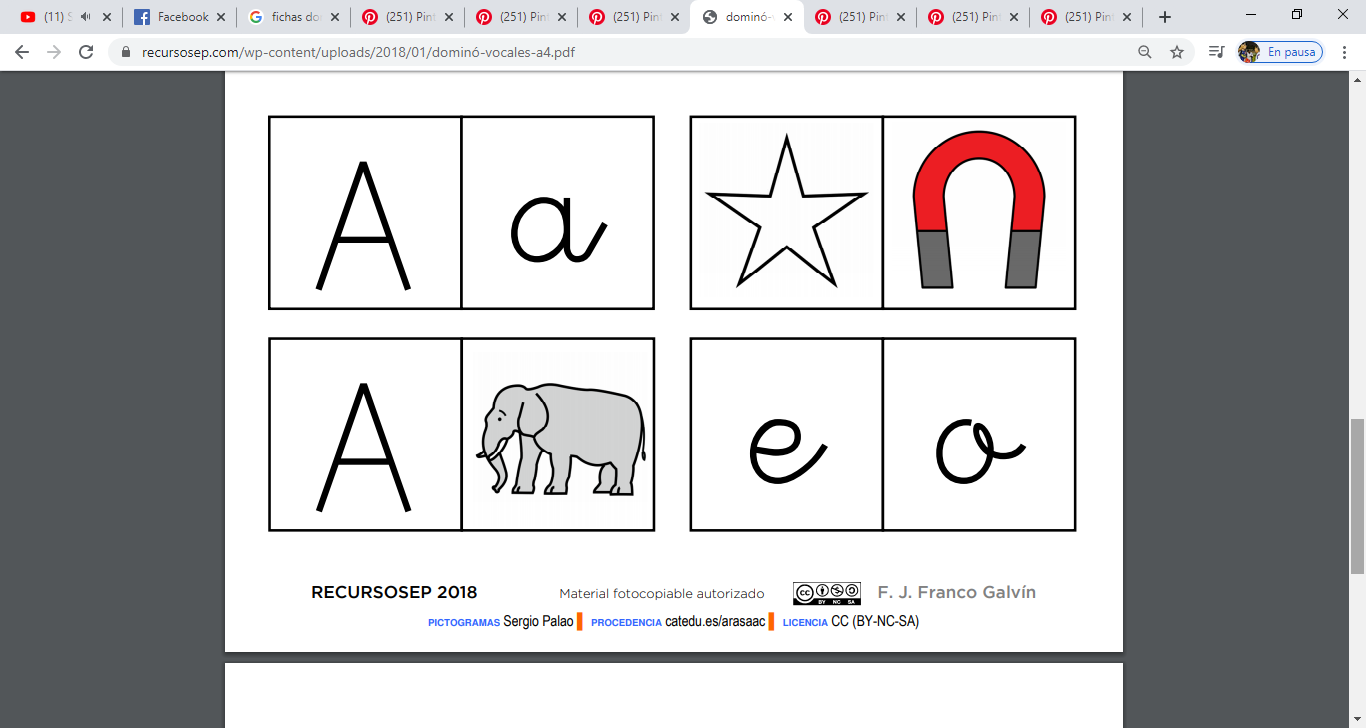 (11) S
Facebook
fichas do
(251) Pint
(251) Pint
(251) Pint
dominó-v
(251) Pint
(251) Pint
(251) Pint
recursosep.com/wp-content/uploads/2018/01/dominó-vocales-a4.pdf
En pausa
A a
A
e o
RECURSOSEP 2018 Material fotocopiable autorizado cc BY NC SA F. J. Franco Galvín
PICTOGRAMAS Sergio Palao PROCEDENCIA catedu.es/arasaac LICENCIA CC (BY-NC-SA)